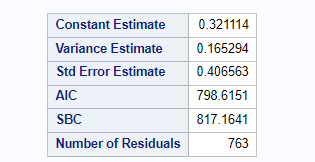 Constant Estimate 0.321114
Variance Estimate 0.165294
Std Error Estimate 0.406563
AIC 798.6151
SBC 817.1641
Number of Residuals 763